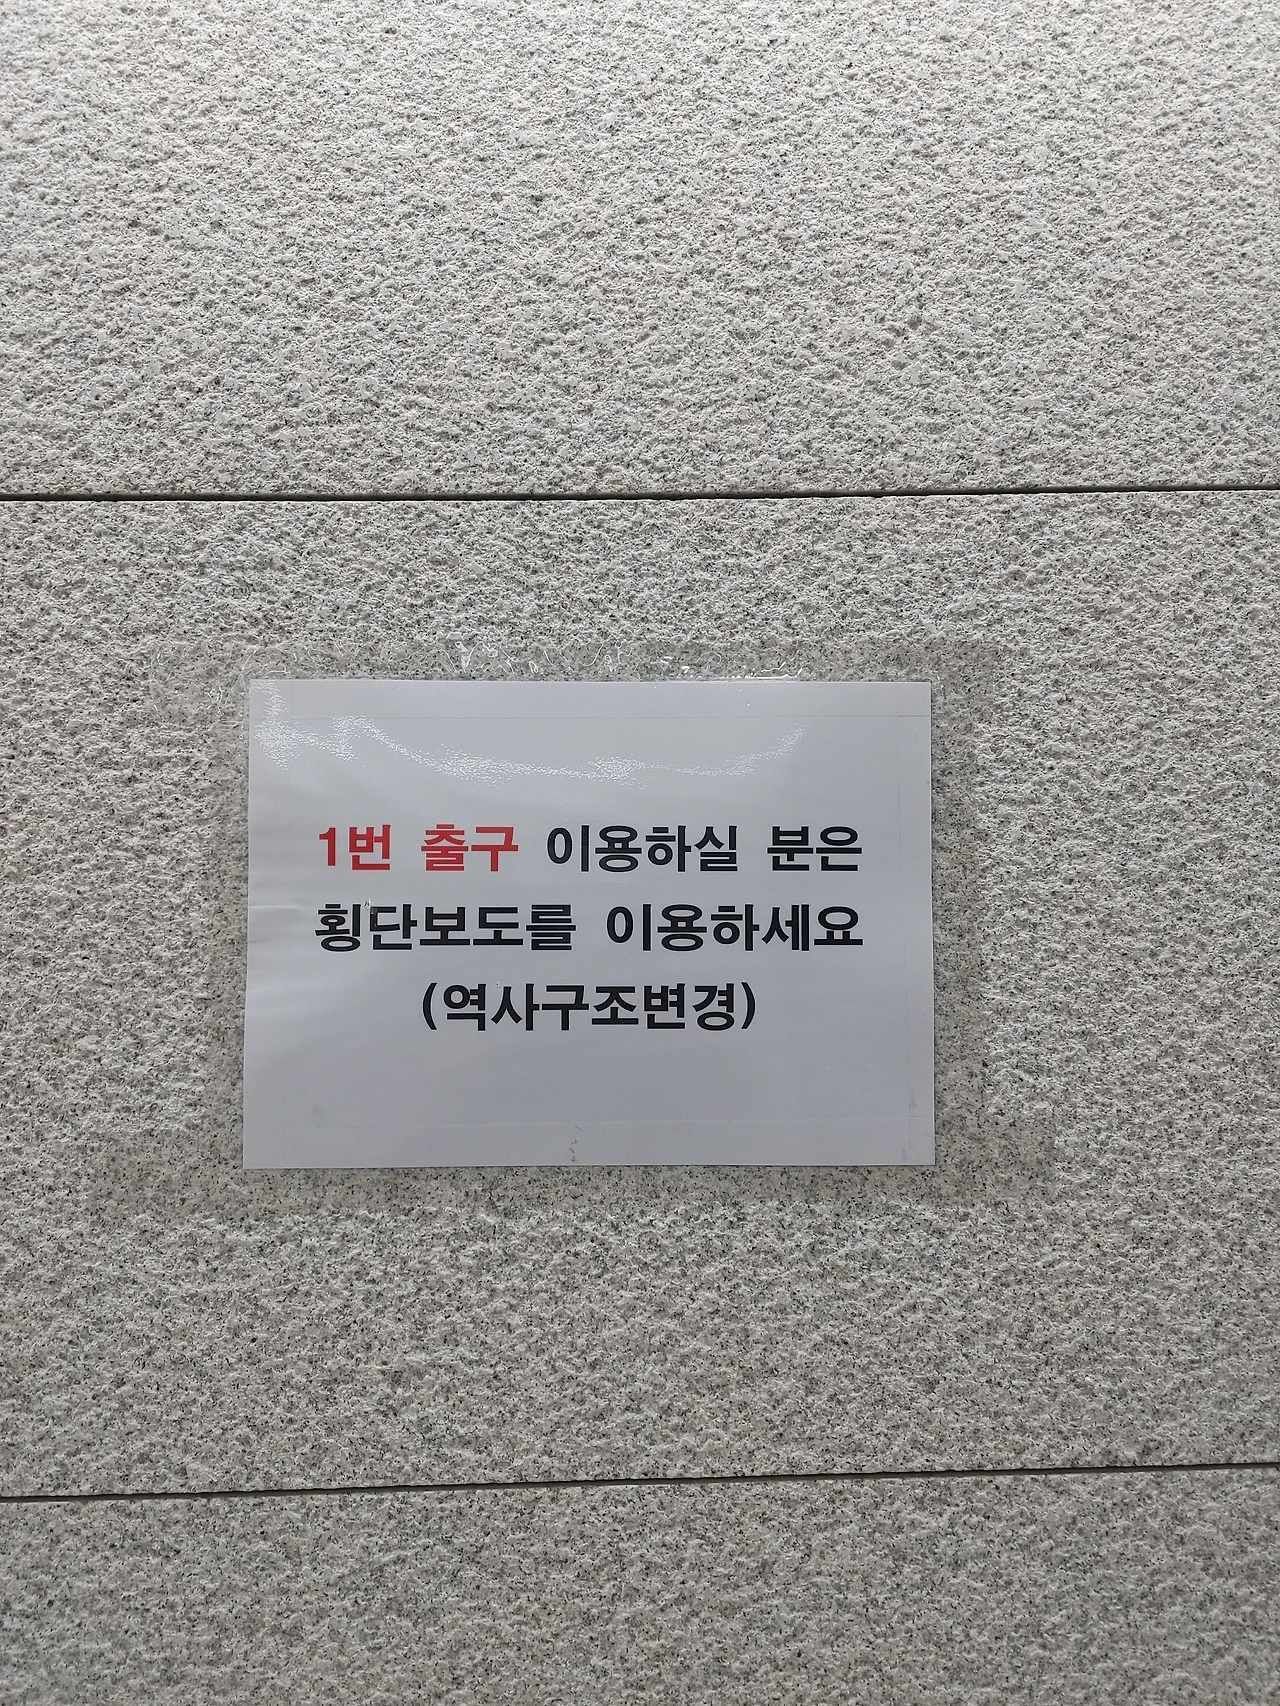 1번 출구 이용하실 분은
횡단보도를 이용하세요
(역사구조변경)